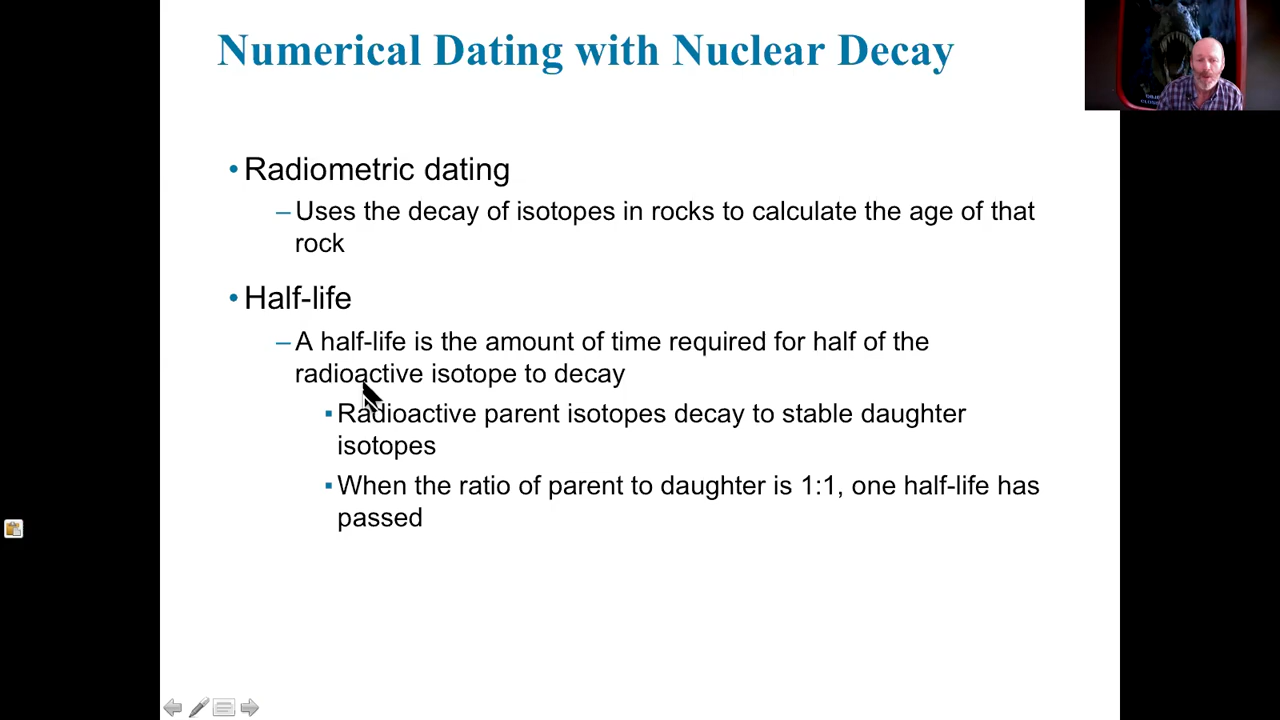 Numerical Dating with Nuclear Decay
•Radiometric dating
–Uses the decay of isotopes in rocks to calculate the age of that
rock
•Half-life
–A half-life is the amount of time required for half of the
radioactive isotope to decay
▪Radioactive parent isotopes decay to stable daughter
isotopes
▪When the ratio of parent to daughter is 1:1, one half-life has
passed